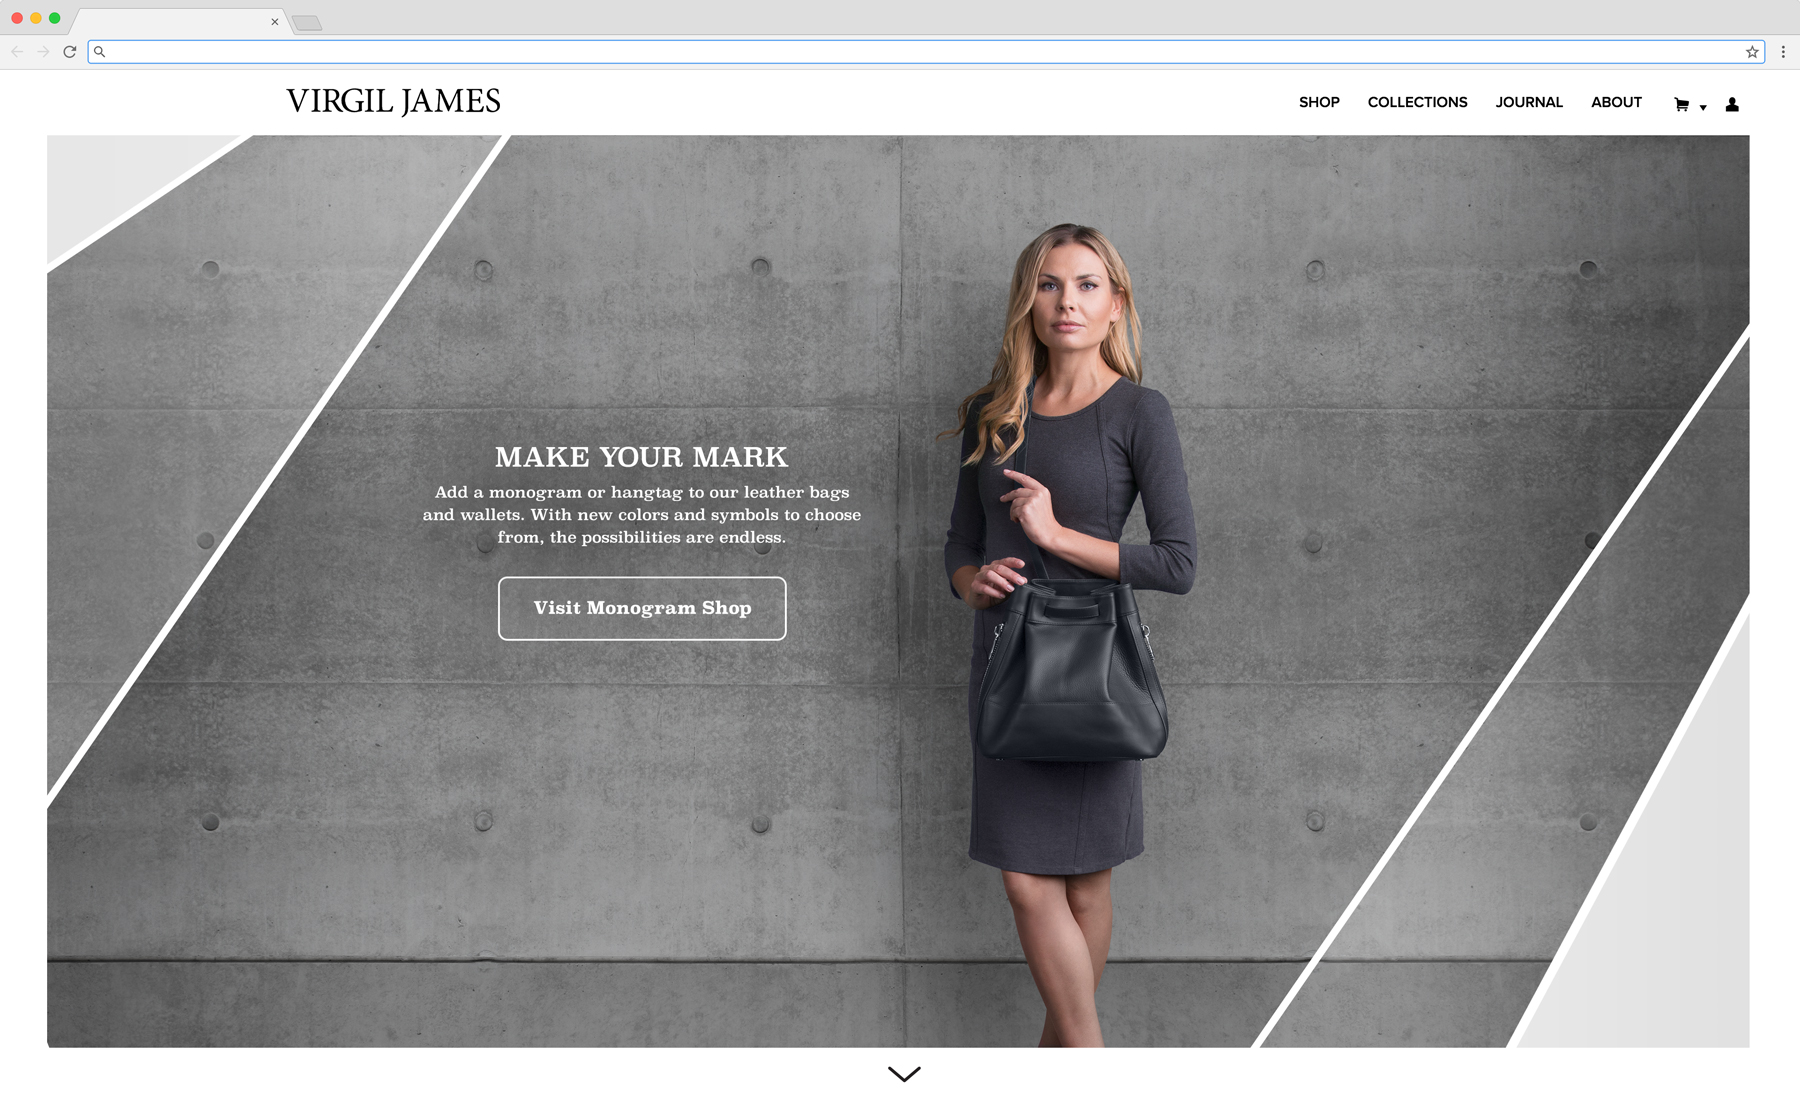 VIRGIL JAMES
SHOP COLLECTIONS JOURNAL ABOUT
MAKE YOUR MARK
Add a monogram or hangtag to our leather bags
and wallets. With new colors and symbols to choose
from, the possibilities are endless.
Visit Monogram Shop